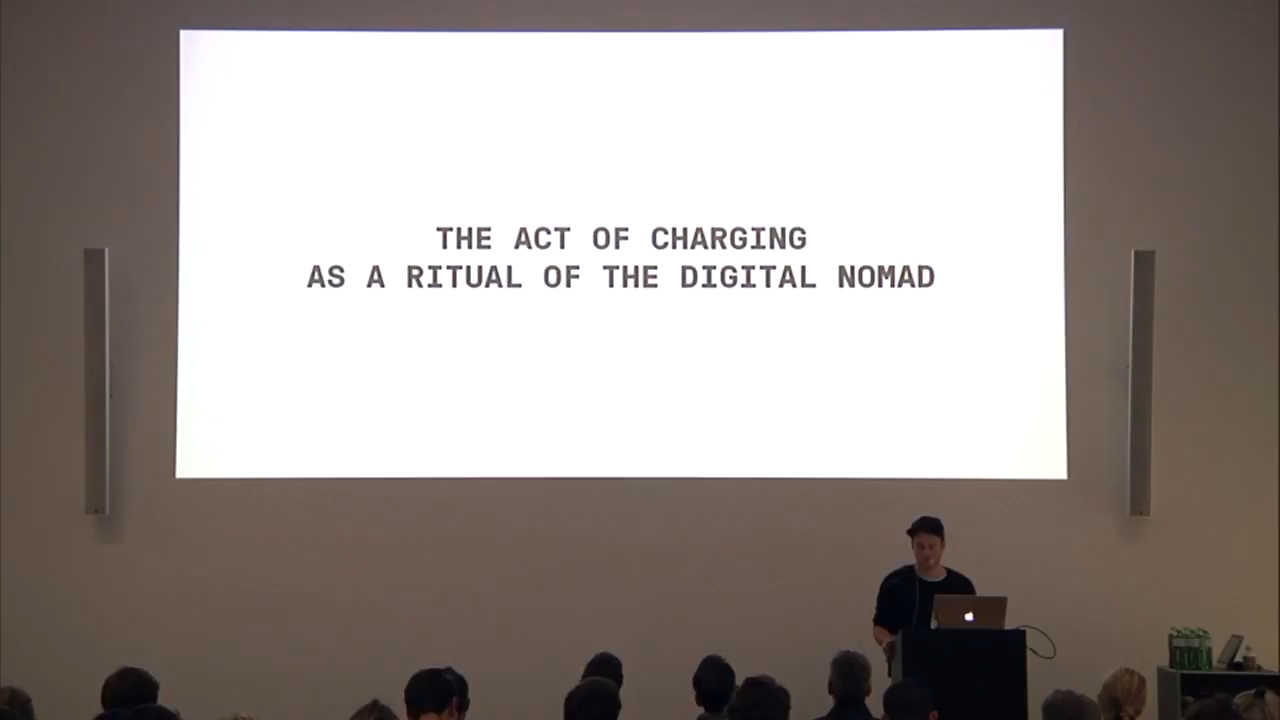 THE ACT OF CHARGING
AS A RITUAL OF THE DIGITAL NOMAD